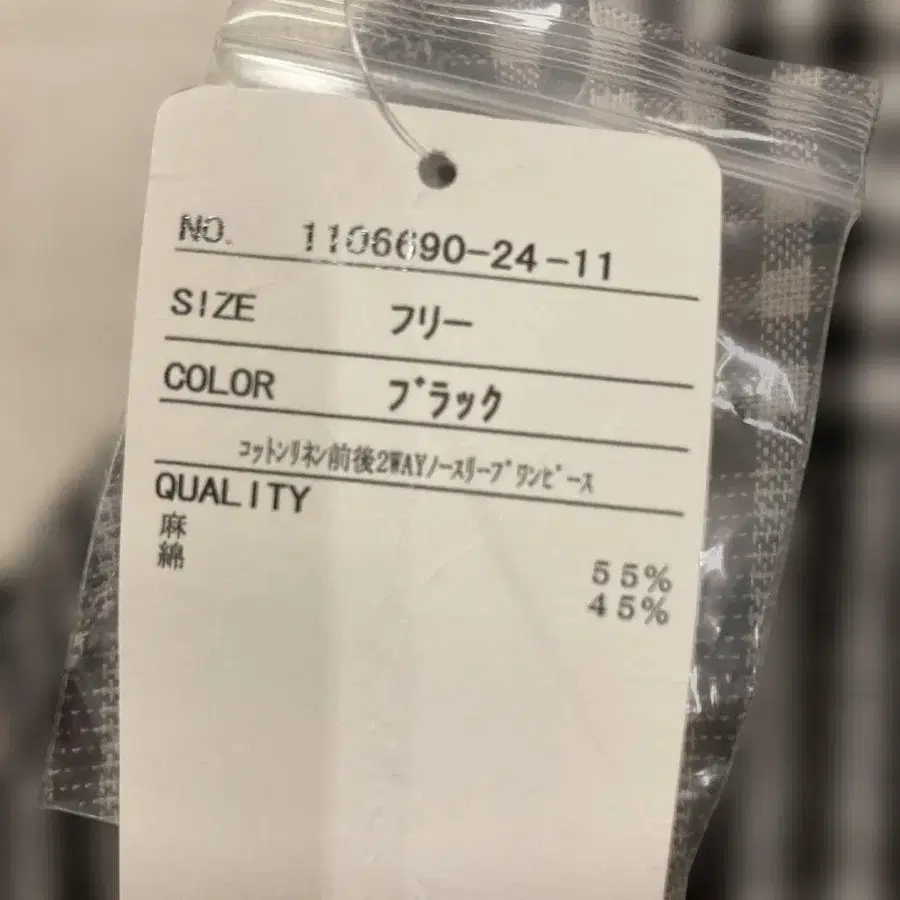 NO. 1106690-24-11
SIZE フリー
COLOR ブラック
コットンリネン前後2WAYノースリーブワンピース
QUALITY
麻 55%
綿 45%